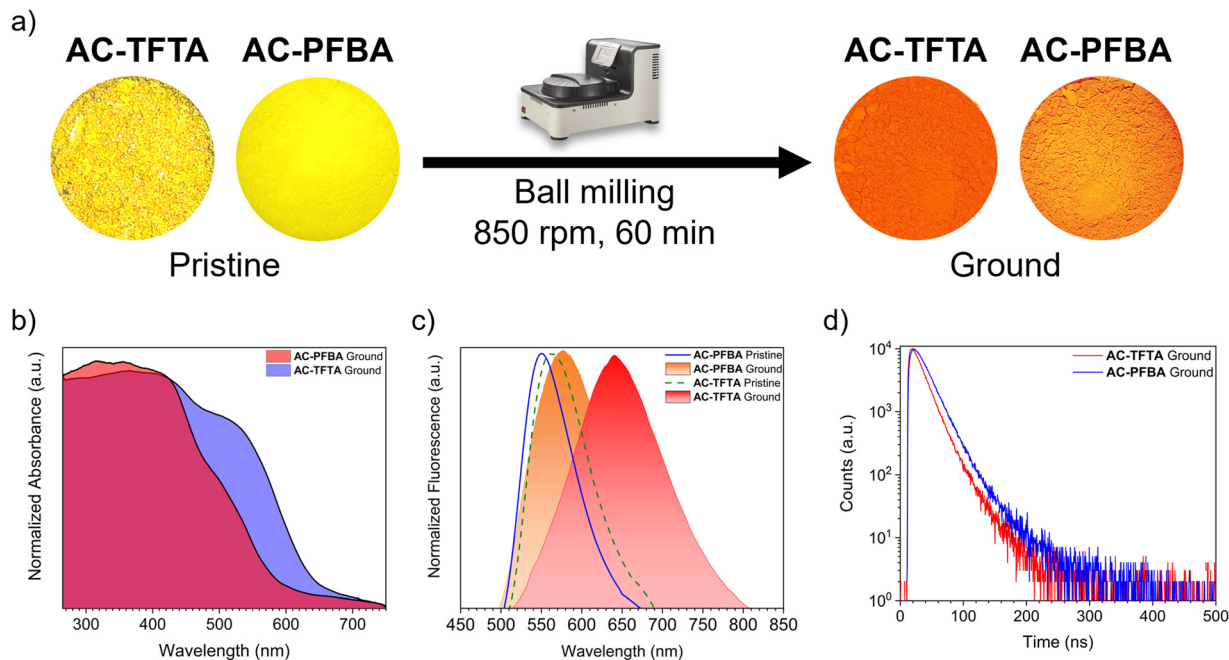 a)
AC-TFTA AC-PFBA
Pristine
Ball milling
850 rpm, 60 min
AC-TFTA AC-PFBA
Ground
b)
AC-PFBA Ground
AC-TFTA Ground
Normalized Absorbance (a.u.)
300 400 500 600 700
Wavelength (nm)
c)
AC-PFBA Pristine
AC-PFBA Ground
AC-TFTA Pristine
AC-TFTA Ground
Normalized Fluorescence (a.u.)
450 500 550 600 650 700 750 800 850
Wavelength (nm)
d)
AC-TFTA Ground
AC-PFBA Ground
Counts (a.u.)
10⁴
10³
10²
10¹
10⁰
0 100 200 300 400 500
Time (ns)